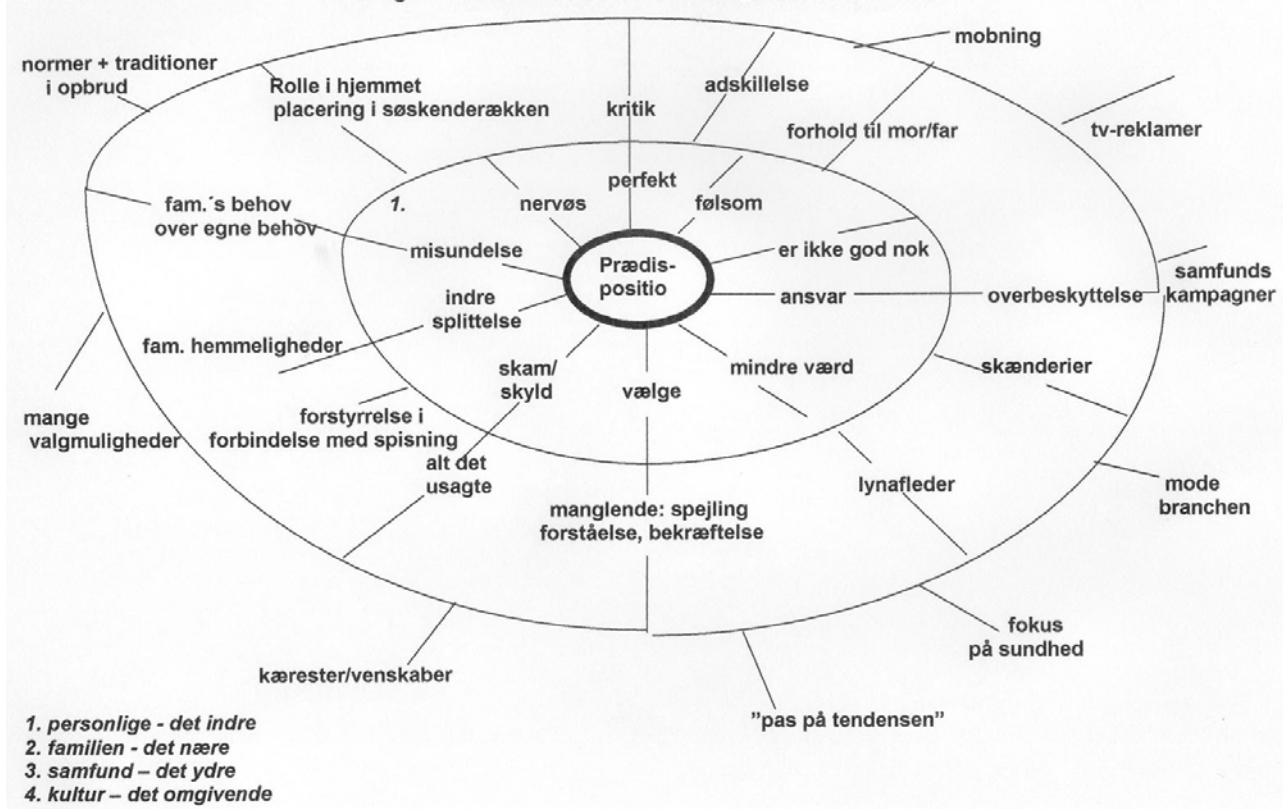 mobning
normer + traditioner
i opbrud
Rolle i hjemmet
placering i søskenderækken
kritik
adskillelse
forhold til mor/far
tv-reklamer
perfekt
nervøs
følsom
1.
fam.´s behov
over egne behov
misundelse
er ikke god nok
Prædis-
positio
indre
splittelse
ansvar
overbeskyttelse
samfunds
kampagner
fam. hemmeligheder
skam/
skyld
vælge
mindre værd
skænderier
mange
valgmuligheder
forstyrrelse i
forbindelse med spisning
alt det
usagte
lynafleder
mode
branchen
manglende: spejling
forståelse, bekræftelse
fokus
på sundhed
kærester/venskaber
”pas på tendensen”
1. personlige - det indre
2. familien - det nære
3. samfund – det ydre
4. kultur – det omgivende